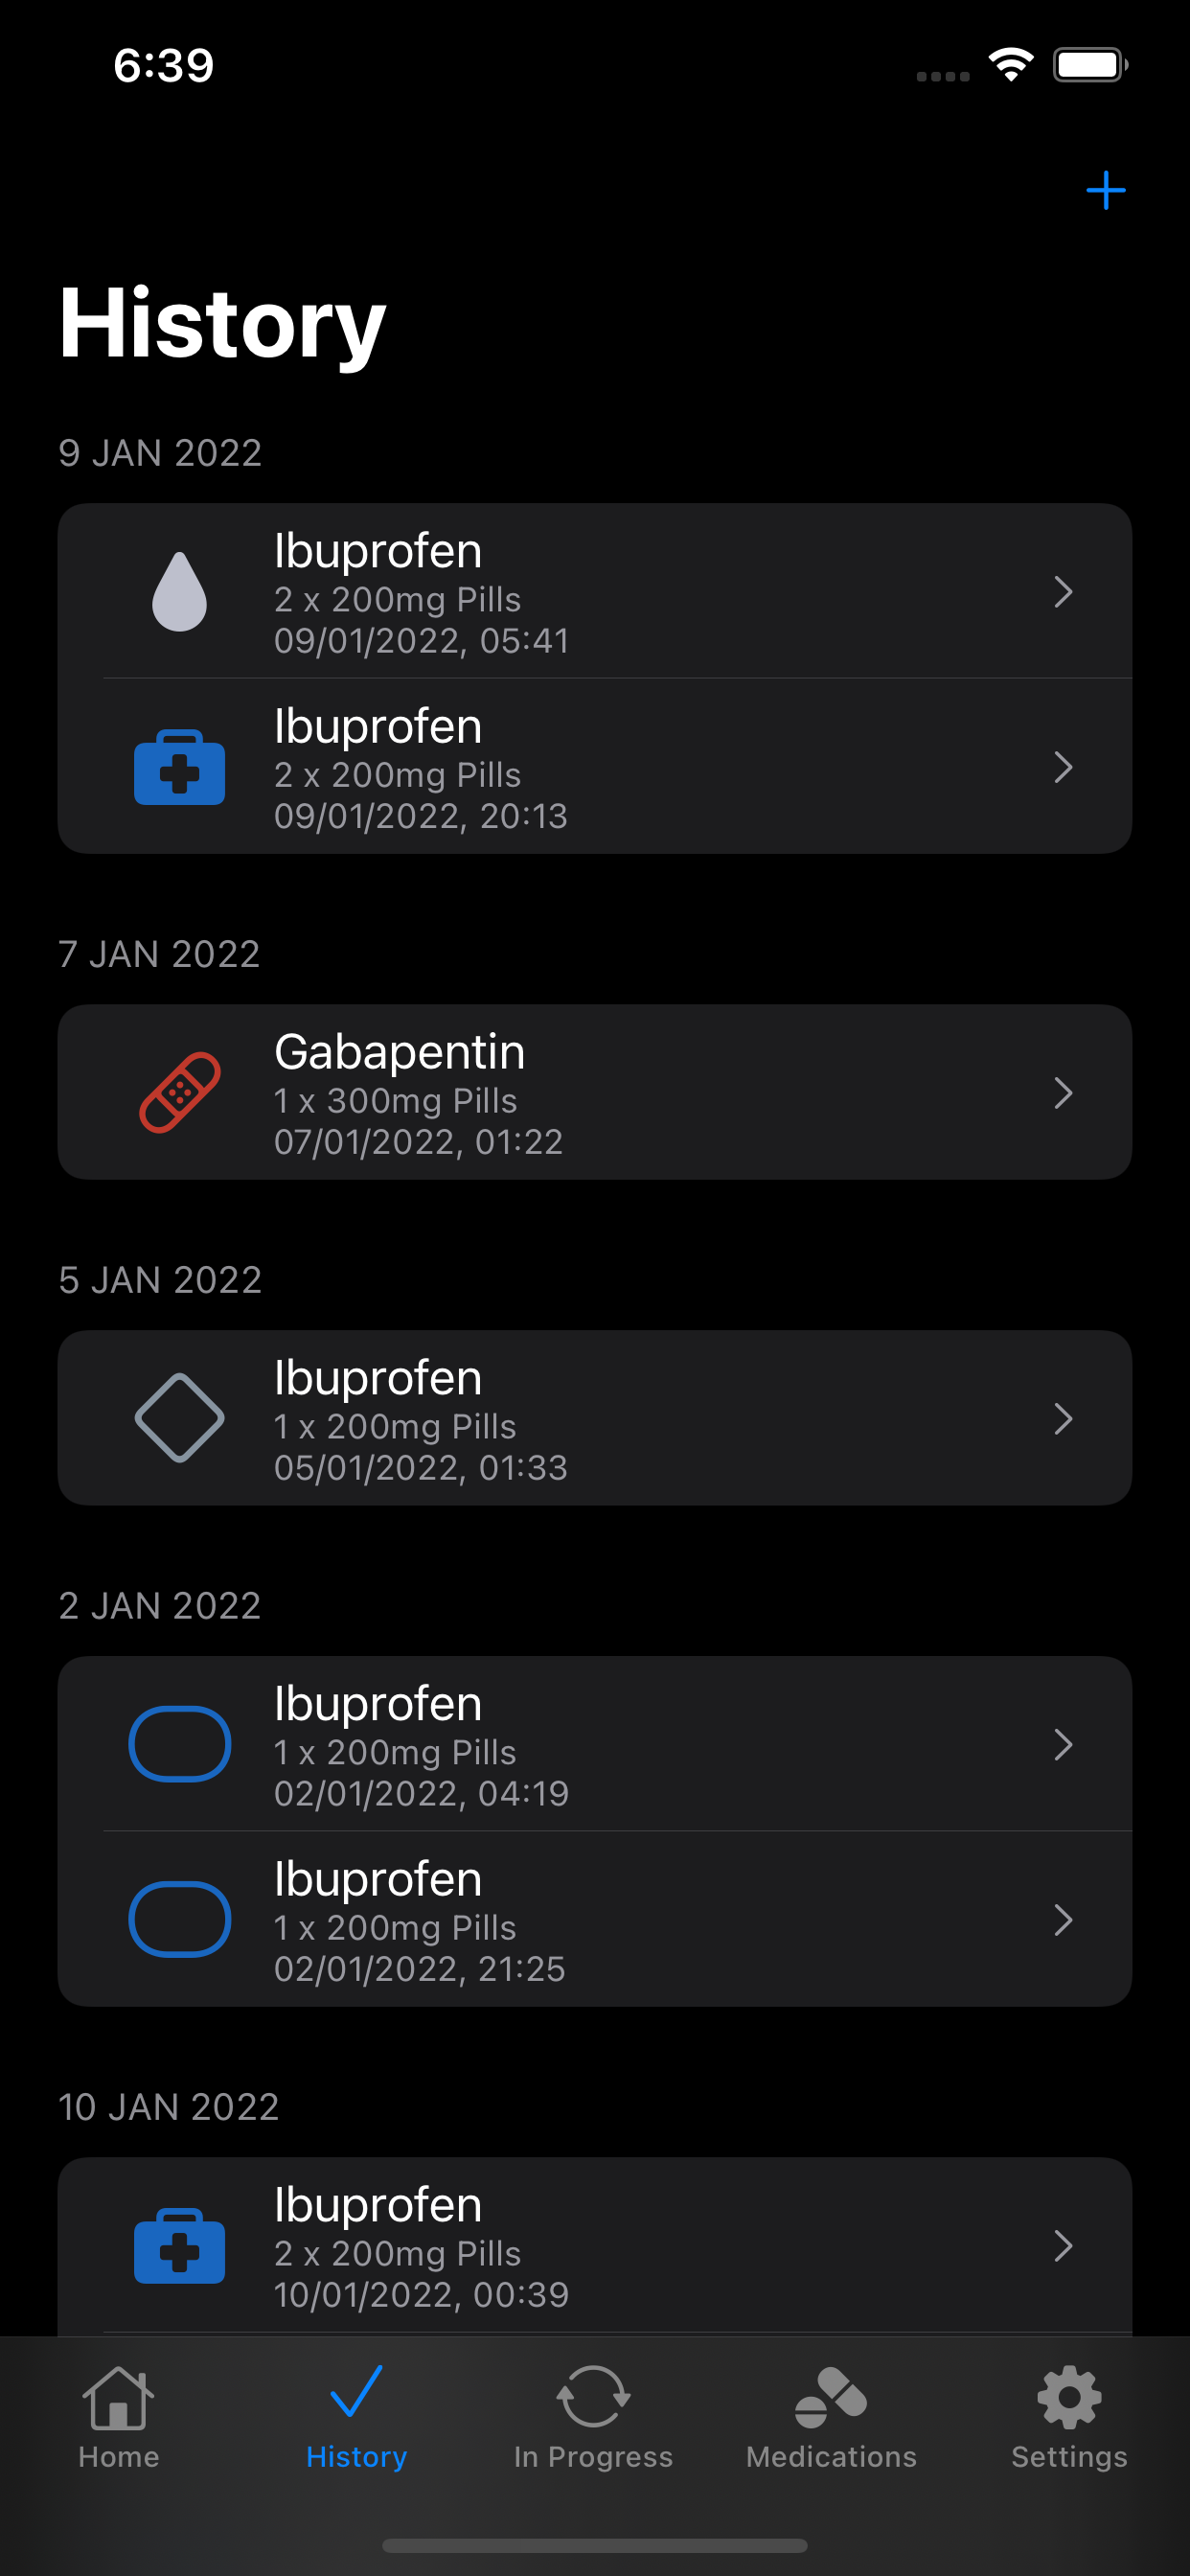 6:39
History
9 JAN 2022
Ibuprofen
2 x 200mg Pills
09/01/2022, 05:41
Ibuprofen
2 x 200mg Pills
09/01/2022, 20:13
7 JAN 2022
Gabapentin
1 x 300mg Pills
07/01/2022, 01:22
5 JAN 2022
Ibuprofen
1 x 200mg Pills
05/01/2022, 01:33
2 JAN 2022
Ibuprofen
1 x 200mg Pills
02/01/2022, 04:19
Ibuprofen
1 x 200mg Pills
02/01/2022, 21:25
10 JAN 2022
Ibuprofen
2 x 200mg Pills
10/01/2022, 00:39
Home History In Progress Medications Settings